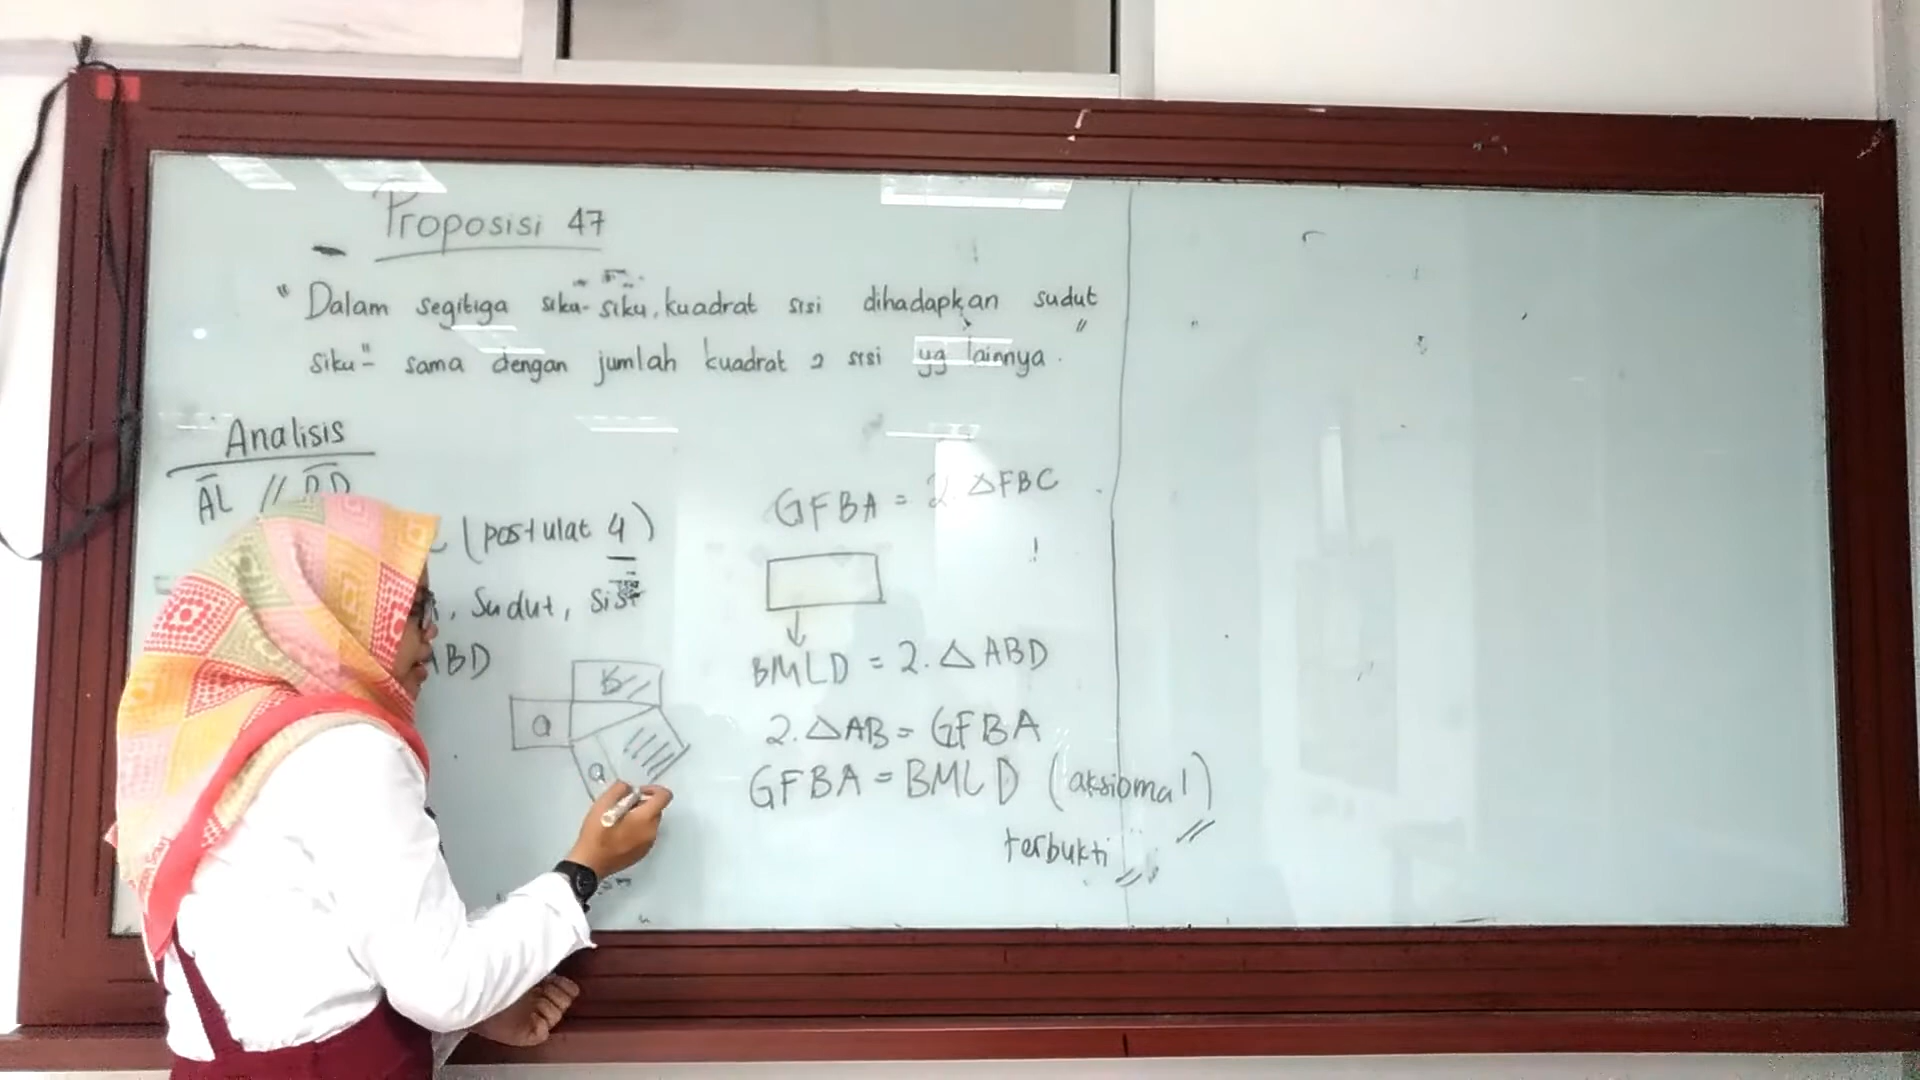 Proposisi 47
" Dalam segitiga siku-siku, kuadrat sisi dihadapkan sudut
siku"- sama dengan jumlah kuadrat 2 sisi yg lainnya. "
Analisis
AL //
(postulat 4)
, Sudut, sisi
ABD
b
a
a
GFBA = 2. △FBC
!
BMLD = 2. △ABD
2. △AB = GFBA
GFBA = BMLD (aksioma 1)
terbukti